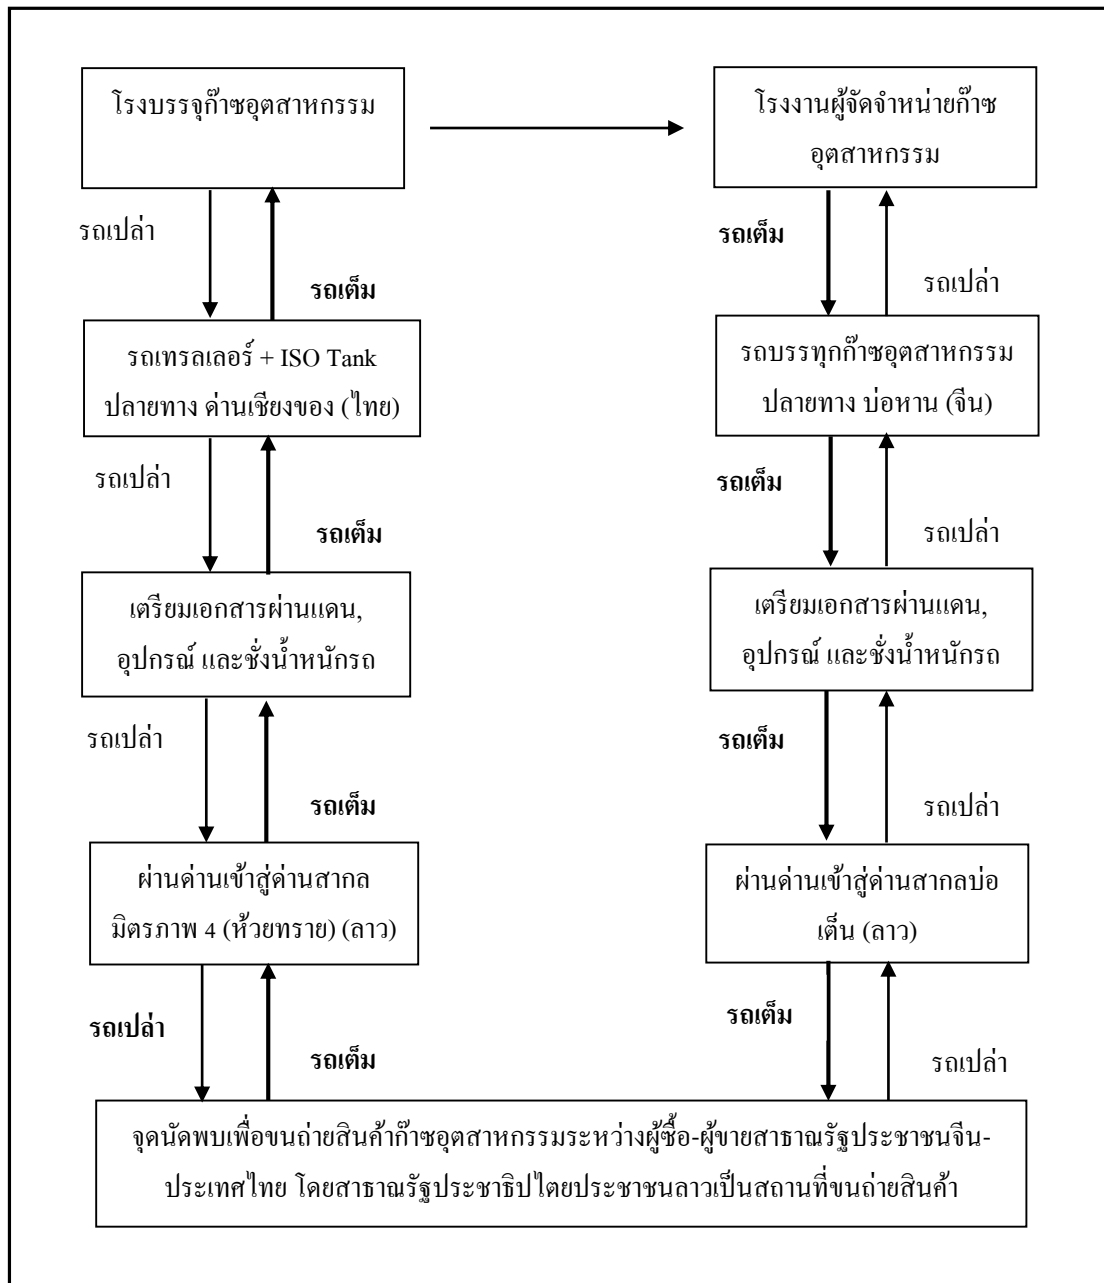 โรงบรรจุก๊าซอุตสาหกรรม
โรงงานผู้จัดจำหน่ายก๊าซ
อุตสาหกรรม
รถเปล่า
รถเต็ม
รถเต็ม
รถเปล่า
รถเทรลเลอร์ + ISO Tank
ปลายทาง ด่านเชียงของ (ไทย)
รถบรรทุกก๊าซอุตสาหกรรม
ปลายทาง บ่อหาน (จีน)
รถเปล่า
รถเต็ม
รถเต็ม
รถเปล่า
เตรียมเอกสารผ่านแดน,
อุปกรณ์ และชั่งน้ำหนักรถ
เตรียมเอกสารผ่านแดน,
อุปกรณ์ และชั่งน้ำหนักรถ
รถเปล่า
รถเต็ม
รถเต็ม
รถเปล่า
ผ่านด่านเข้าสู่ด่านสากล
มิตรภาพ 4 (ห้วยทราย) (ลาว)
ผ่านด่านเข้าสู่ด่านสากลบ่อ
เต็น (ลาว)
รถเปล่า
รถเต็ม
รถเต็ม
รถเปล่า
จุดนัดพบเพื่อขนถ่ายสินค้าก๊าซอุตสาหกรรมระหว่างผู้ซื้อ-ผู้ขายสาธาณรัฐประชาชนจีน-
ประเทศไทย โดยสาธาณรัฐประชาธิปไตยประชาชนลาวเป็นสถานที่ขนถ่ายสินค้า